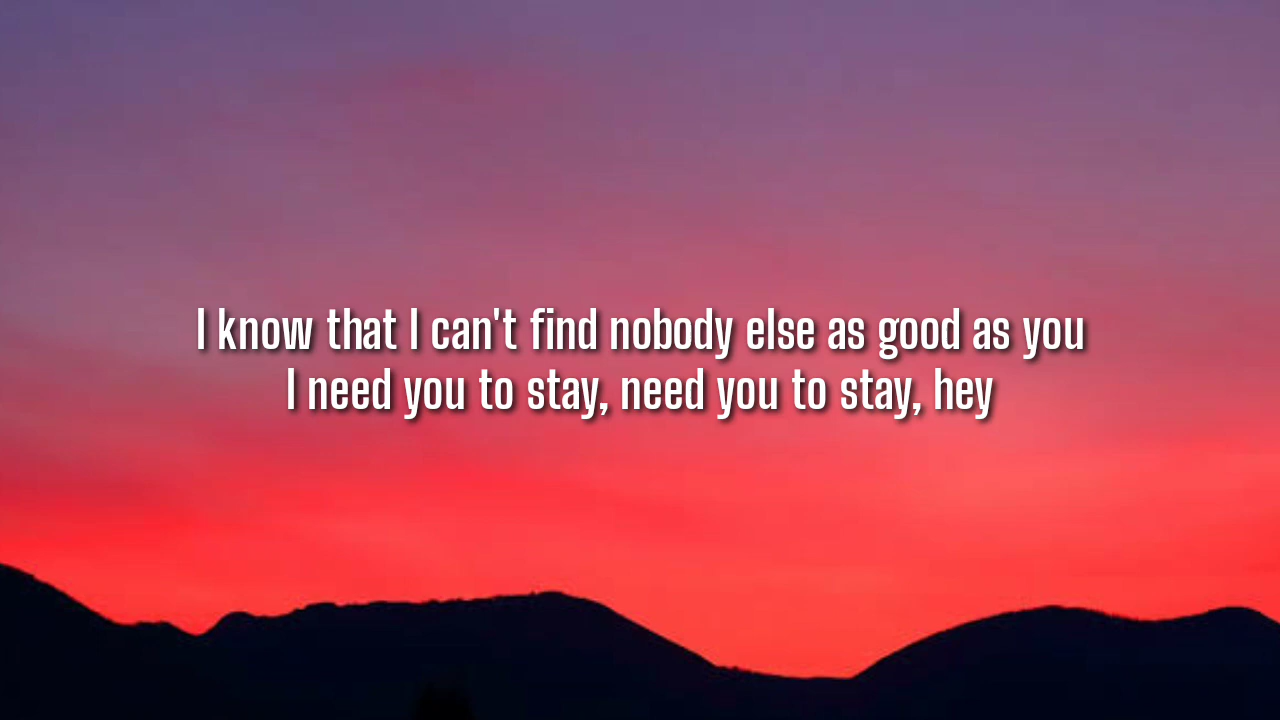 I know that I can't find nobody else as good as you
I need you to stay, need you to stay, hey